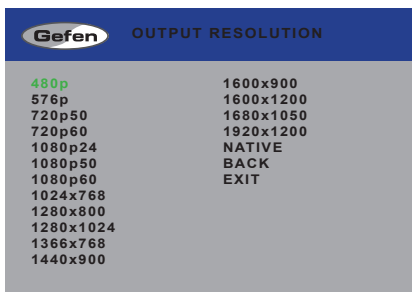 Gefen OUTPUT RESOLUTION
480p
576p
720p50
720p60
1080p24
1080p50
1080p60
1024x768
1280x800
1280x1024
1366x768
1440x900
1600x900
1600x1200
1680x1050
1920x1200
NATIVE
BACK
EXIT